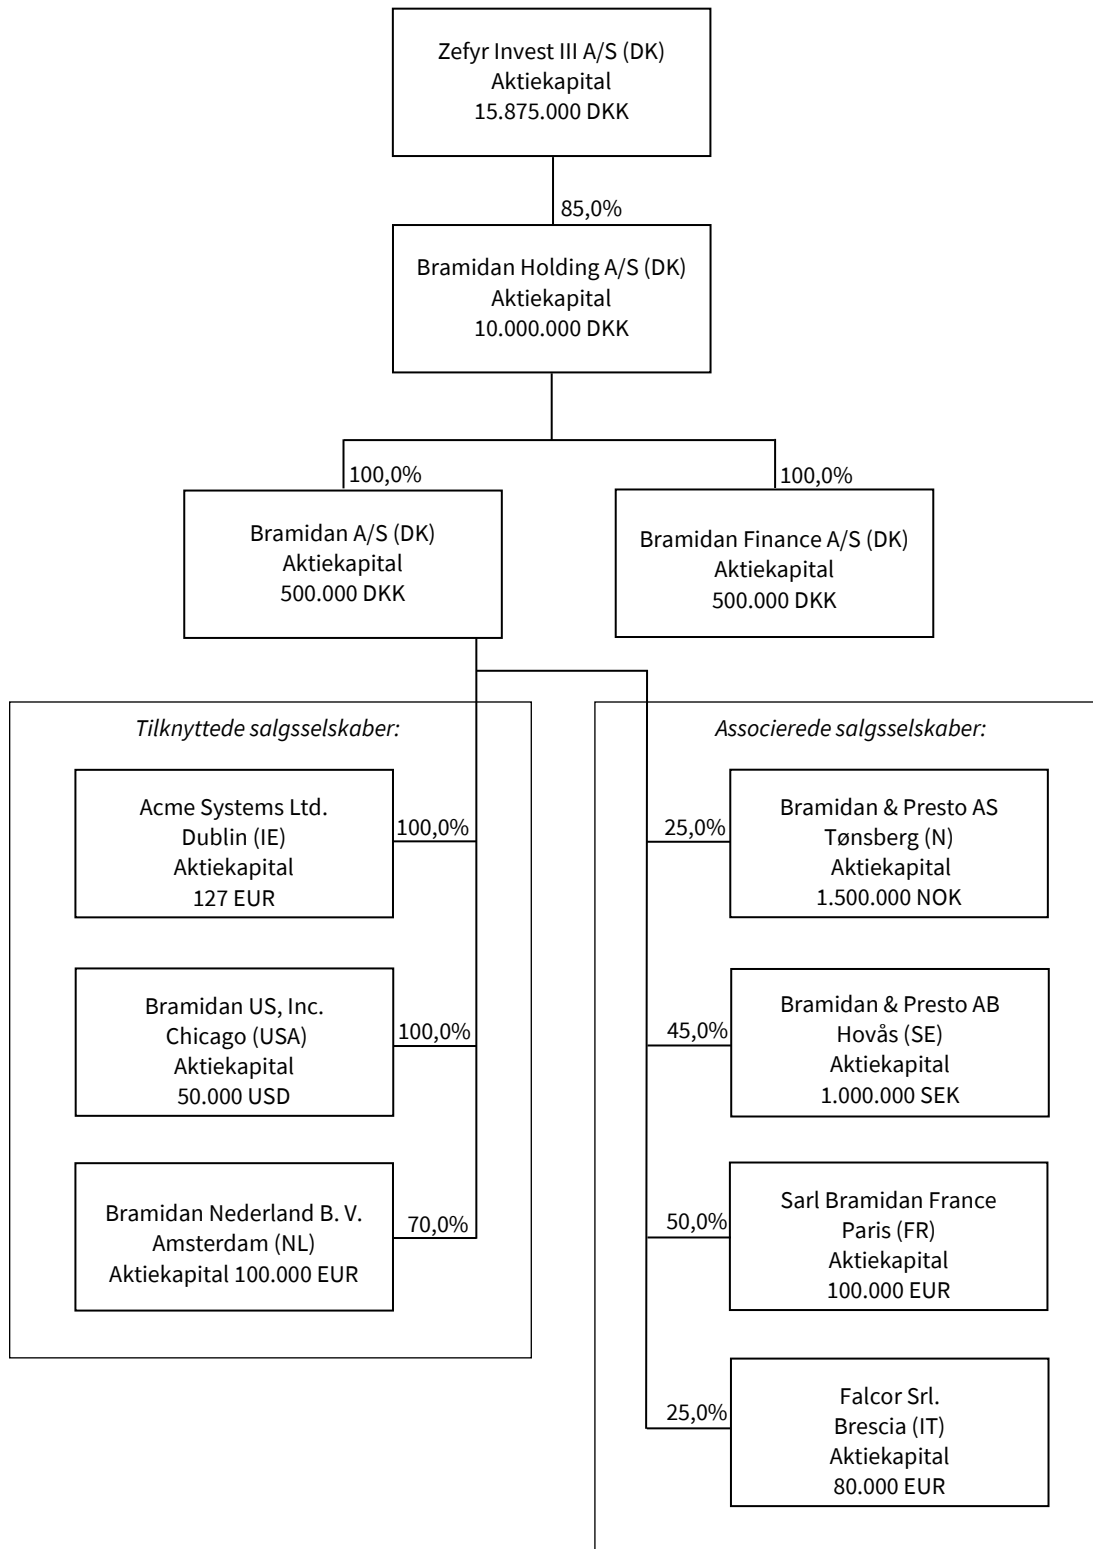 Zefyr Invest III A/S (DK)
Aktiekapital
15.875.000 DKK
85,0%
Bramidan Holding A/S (DK)
Aktiekapital
10.000.000 DKK
100,0%
100,0%
Bramidan A/S (DK)
Aktiekapital
500.000 DKK
Bramidan Finance A/S (DK)
Aktiekapital
500.000 DKK
Tilknyttede salgsselskaber:
Acme Systems Ltd.
Dublin (IE)
Aktiekapital
127 EUR
100,0%
Bramidan US, Inc.
Chicago (USA)
Aktiekapital
50.000 USD
100,0%
Bramidan Nederland B. V.
Amsterdam (NL)
Aktiekapital 100.000 EUR
70,0%
Associerede salgsselskaber:
25,0%
Bramidan & Presto AS
Tønsberg (N)
Aktiekapital
1.500.000 NOK
45,0%
Bramidan & Presto AB
Hovås (SE)
Aktiekapital
1.000.000 SEK
50,0%
Sarl Bramidan France
Paris (FR)
Aktiekapital
100.000 EUR
25,0%
Falcor Srl.
Brescia (IT)
Aktiekapital
80.000 EUR